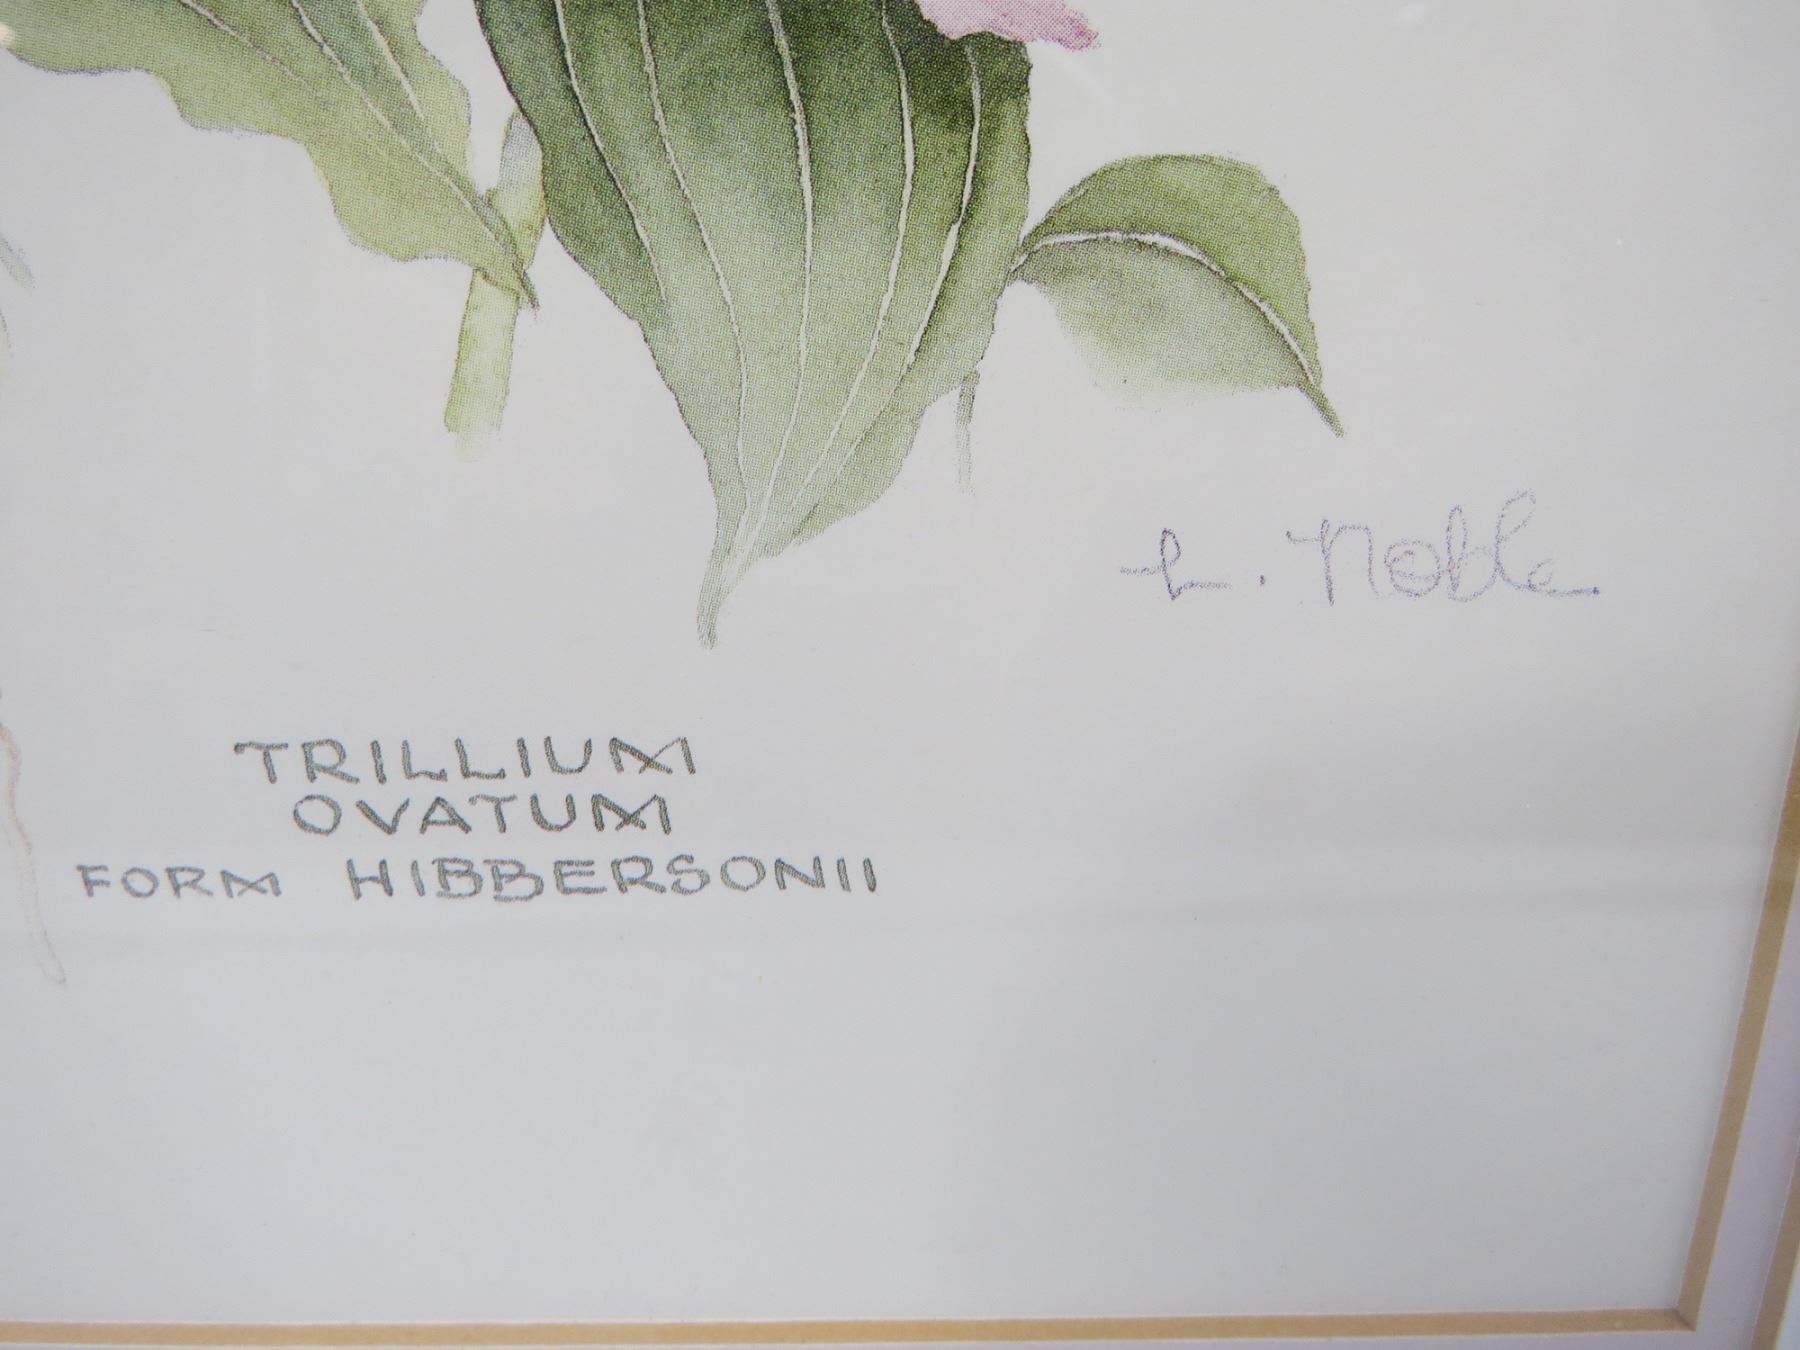 L. Noble
TRILLIUM
OVATUM
FORM HIBBERSONII